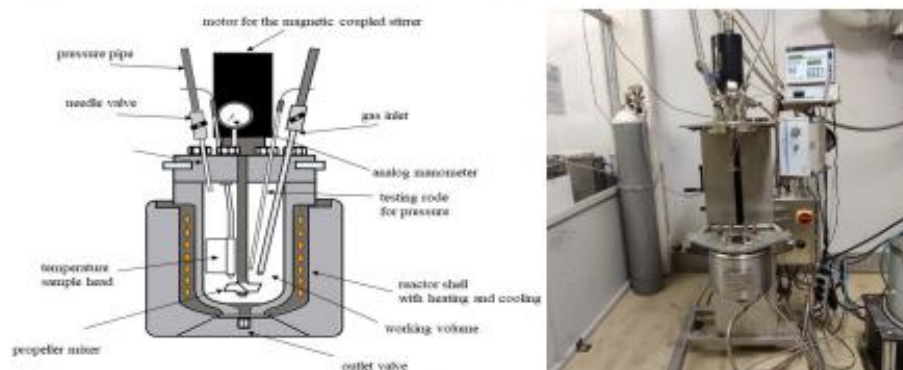 motor for the magnetic coupled stirrer
pressure pipe
needle valve
gas inlet
analog manometer
testing rode
for pressure
temperature
sample head
reactor shell
with heating and cooling
working volume
propeller mixer
outlet valve